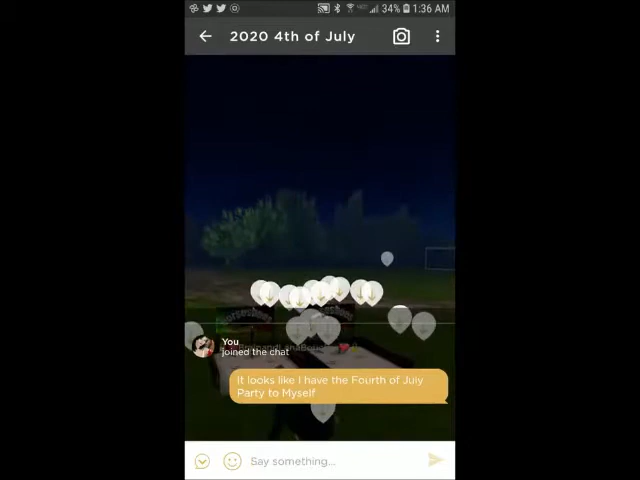 34% 1:36 AM
2020 4th of July
You
joined the chat
It looks like I have the Fourth of July
Party to Myself
Say something...